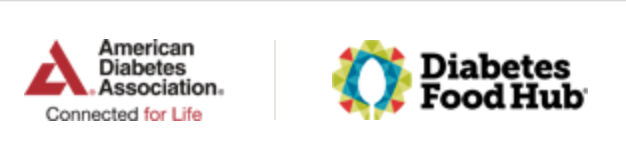 American
Diabetes
Association®
Connected for Life
Diabetes
Food Hub®